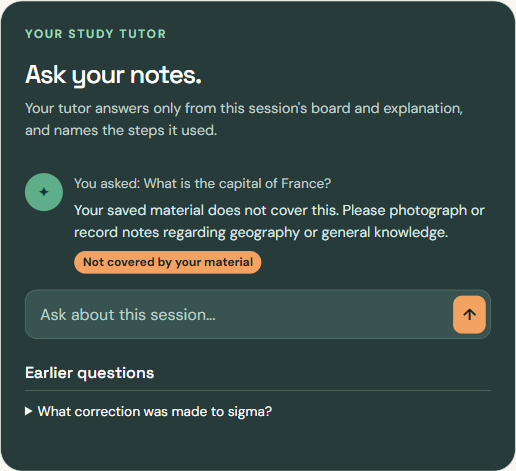 YOUR STUDY TUTOR
Ask your notes.
Your tutor answers only from this session's board and explanation,
and names the steps it used.
You asked: What is the capital of France?
Your saved material does not cover this. Please photograph or
record notes regarding geography or general knowledge.
Not covered by your material
Ask about this session...
Earlier questions
What correction was made to sigma?